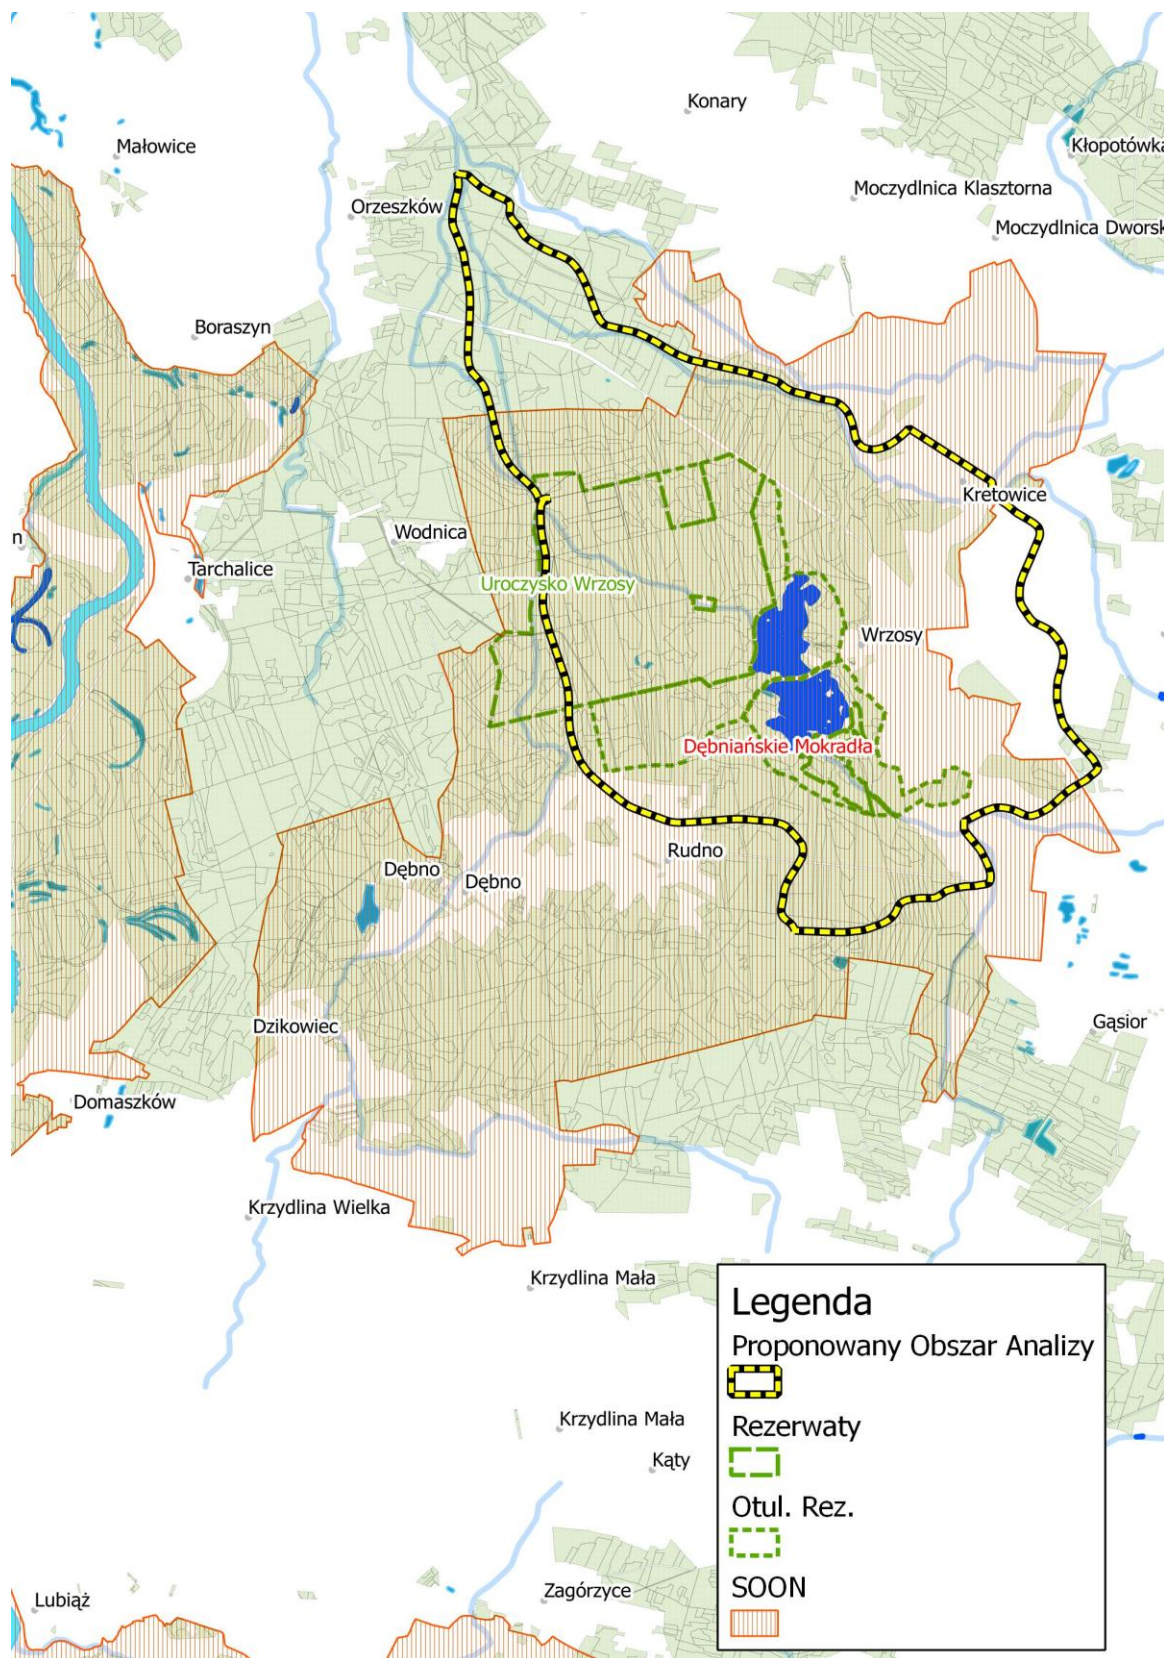 Konary
Małowice
Kłopotówka
Moczydlnica Klasztorna
Orzeszków
Moczydlnica Dworsk
Boraszyn
Kretowice
Wodnica
n
Tarchalice
Uroczysko Wrzosy
Wrzosy
Dębniańskie Mokradła
Rudno
Dębno
Dębno
Gąsior
Dzikowiec
Domaszków
Krzydlina Wielka
Krzydlina Mała
Legenda
Proponowany Obszar Analizy
Rezerwaty
Otul. Rez.
SOON
Krzydlina Mała
Kąty
Zagórzyce
Lubiąż